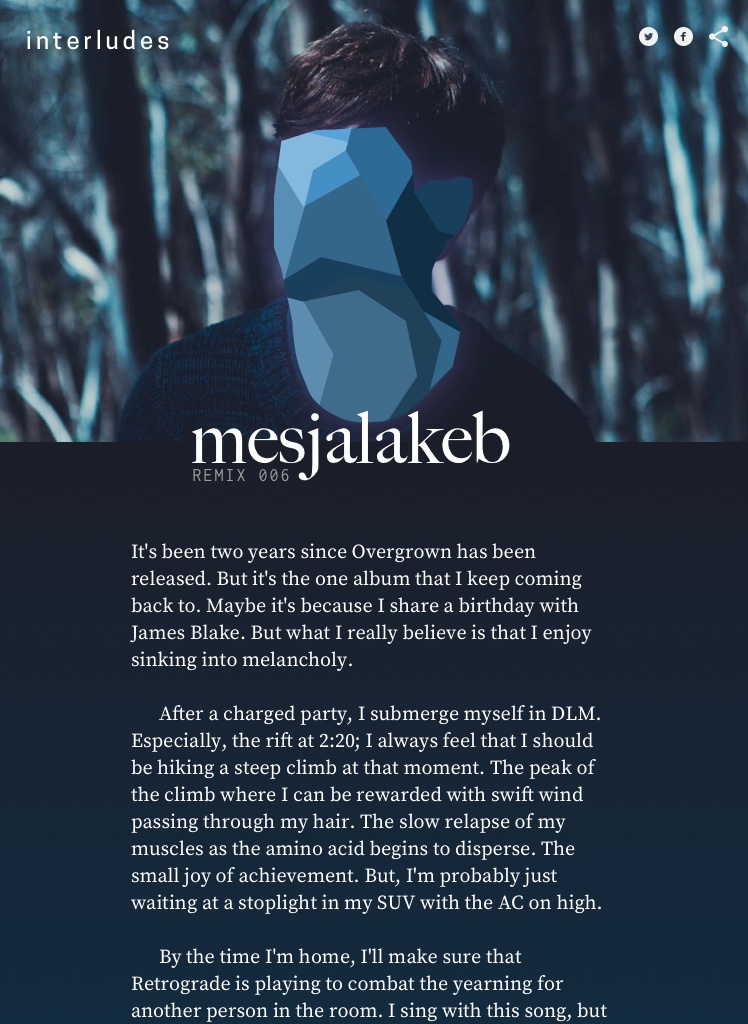 interludes
mesjalakeb
REMIX 006
It's been two years since Overgrown has been
released. But it's the one album that I keep coming
back to. Maybe it's because I share a birthday with
James Blake. But what I really believe is that I enjoy
sinking into melancholy.
After a charged party, I submerge myself in DLM.
Especially, the rift at 2:20; I always feel that I should
be hiking a steep climb at that moment. The peak of
the climb where I can be rewarded with swift wind
passing through my hair. The slow relapse of my
muscles as the amino acid begins to disperse. The
small joy of achievement. But, I'm probably just
waiting at a stoplight in my SUV with the AC on high.
By the time I'm home, I'll make sure that
Retrograde is playing to combat the yearning for
another person in the room. I sing with this song, but